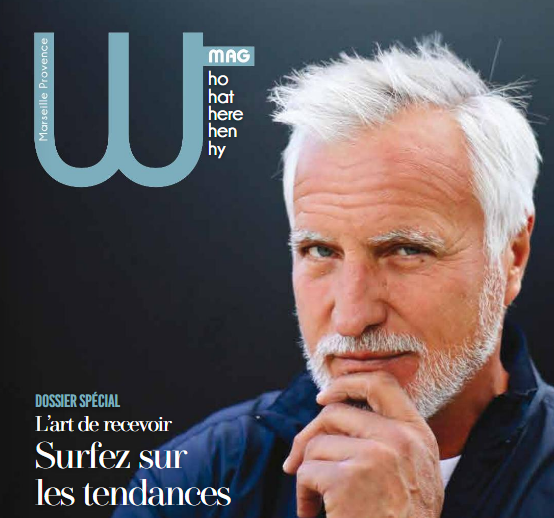 Marseille Provence
W
MAG
ho
hat
here
hen
hy
DOSSIER SPÉCIAL
L'art de recevoir
Surfez sur
les tendances